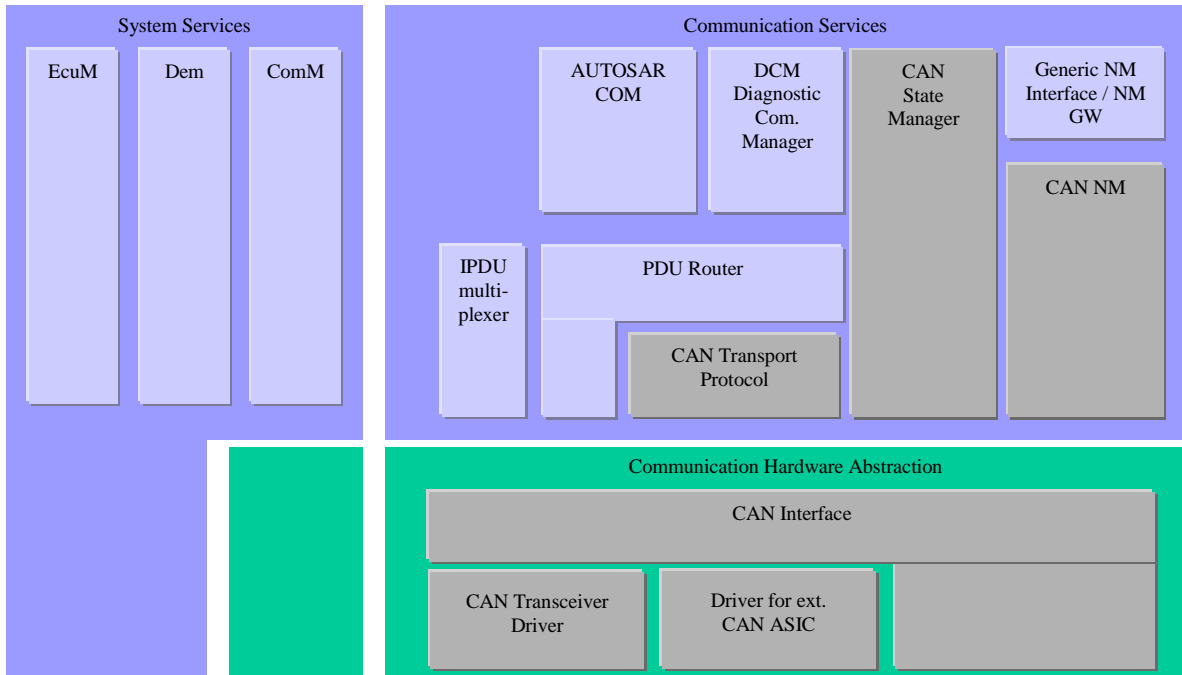 System Services
EcuM
Dem
ComM
Communication Services
AUTOSAR
COM
DCM
Diagnostic
Com.
Manager
CAN
State
Manager
Generic NM
Interface / NM
GW
CAN NM
IPDU
multi-
plexer
PDU Router
CAN Transport
Protocol
Communication Hardware Abstraction
CAN Interface
CAN Transceiver
Driver
Driver for ext.
CAN ASIC